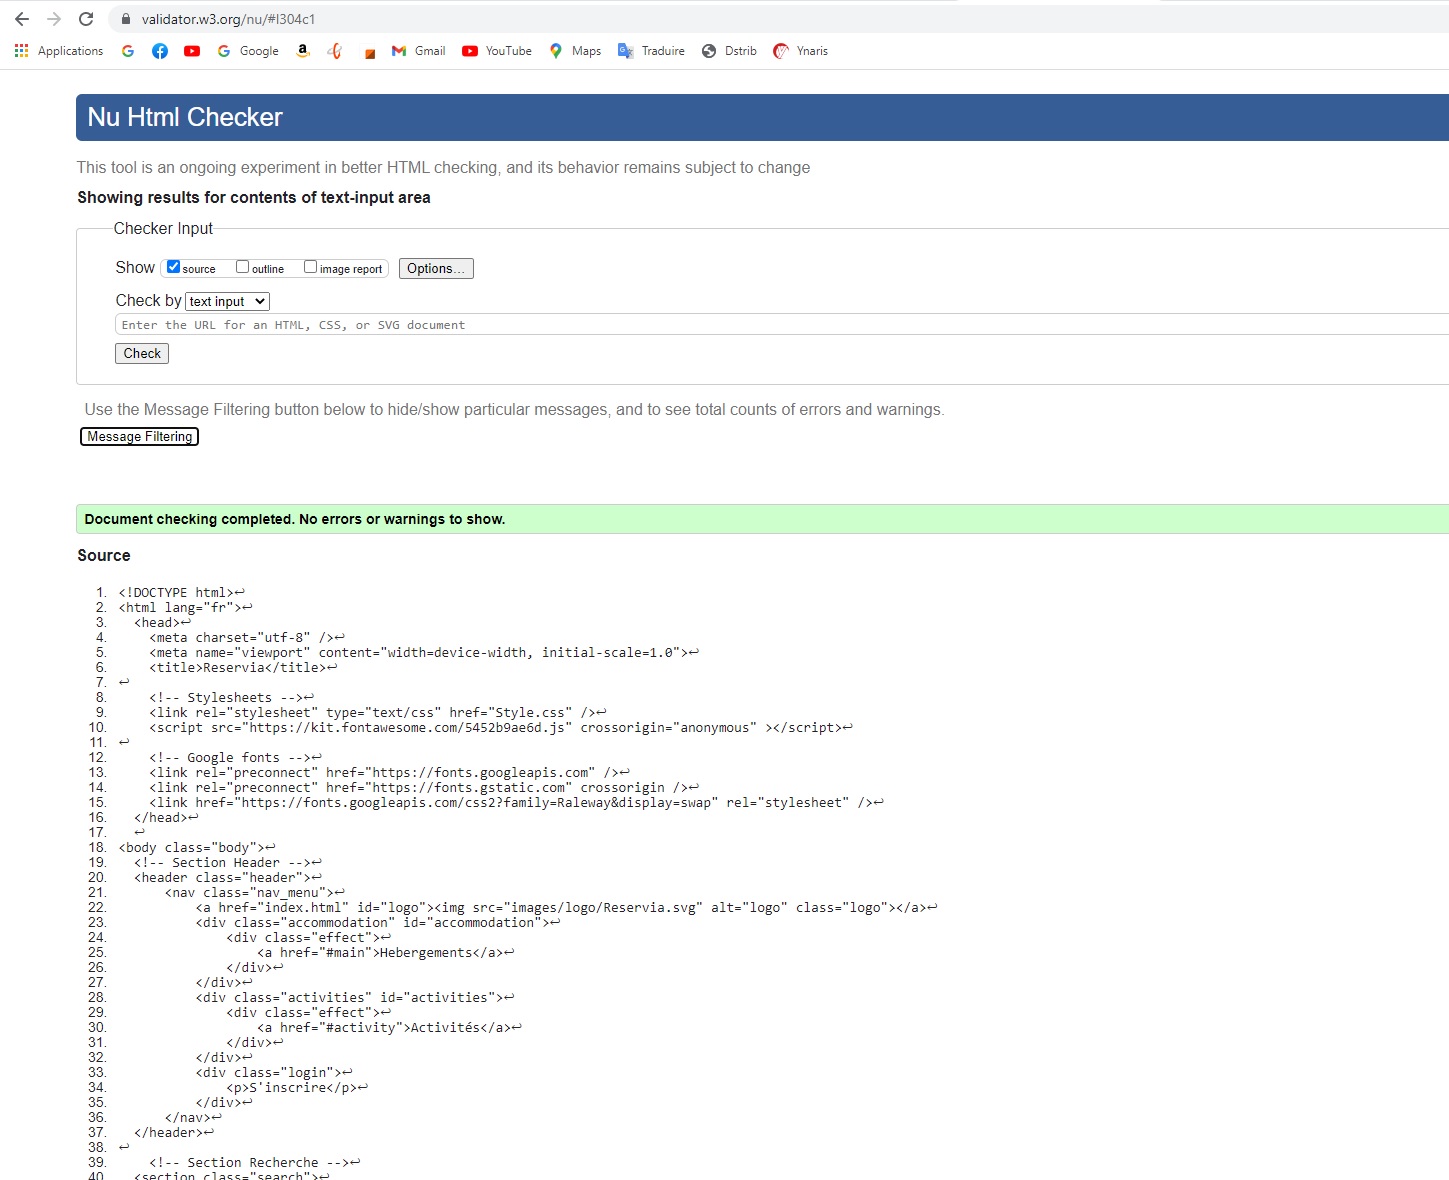 validator.w3.org/nu/#l304c1
Applications Google Gmail YouTube Maps Traduire Dstrib Ynaris
Nu Html Checker
This tool is an ongoing experiment in better HTML checking, and its behavior remains subject to change
Showing results for contents of text-input area
Checker Input
Show source outline image report Options...
Check by text input
Enter the URL for an HTML, CSS, or SVG document
Check
Use the Message Filtering button below to hide/show particular messages, and to see total counts of errors and warnings.
Message Filtering
Document checking completed. No errors or warnings to show.
Source
1. <!DOCTYPE html>↩
2. <html lang="fr">↩
3. <head>↩
4. <meta charset="utf-8" />↩
5. <meta name="viewport" content="width=device-width, initial-scale=1.0">↩
6. <title>Reservia</title>↩
7. ↩
8. <!-- Stylesheets -->↩
9. <link rel="stylesheet" type="text/css" href="Style.css" />↩
10. <script src="https://kit.fontawesome.com/5452b9ae6d.js" crossorigin="anonymous" ></script>↩
11. ↩
12. <!-- Google fonts -->↩
13. <link rel="preconnect" href="https://fonts.googleapis.com" />↩
14. <link rel="preconnect" href="https://fonts.gstatic.com" crossorigin />↩
15. <link href="https://fonts.googleapis.com/css2?family=Raleway&display=swap" rel="stylesheet" />↩
16. </head>↩
17. ↩
18. <body class="body">↩
19. <!-- Section Header -->↩
20. <header class="header">↩
21. <nav class="nav_menu">↩
22. <a href="index.html" id="logo"><img src="images/logo/Reservia.svg" alt="logo" class="logo"></a>↩
23. <div class="accommodation" id="accommodation">↩
24. <div class="effect">↩
25. <a href="#main">Hebergements</a>↩
26. </div>↩
27. </div>↩
28. <div class="activities" id="activities">↩
29. <div class="effect">↩
30. <a href="#activity">Activités</a>↩
31. </div>↩
32. </div>↩
33. <div class="login">↩
34. <p>S'inscrire</p>↩
35. </div>↩
36. </nav>↩
37. </header>↩
38. ↩
39. <!-- Section Recherche -->↩
40. <section class="search">↩